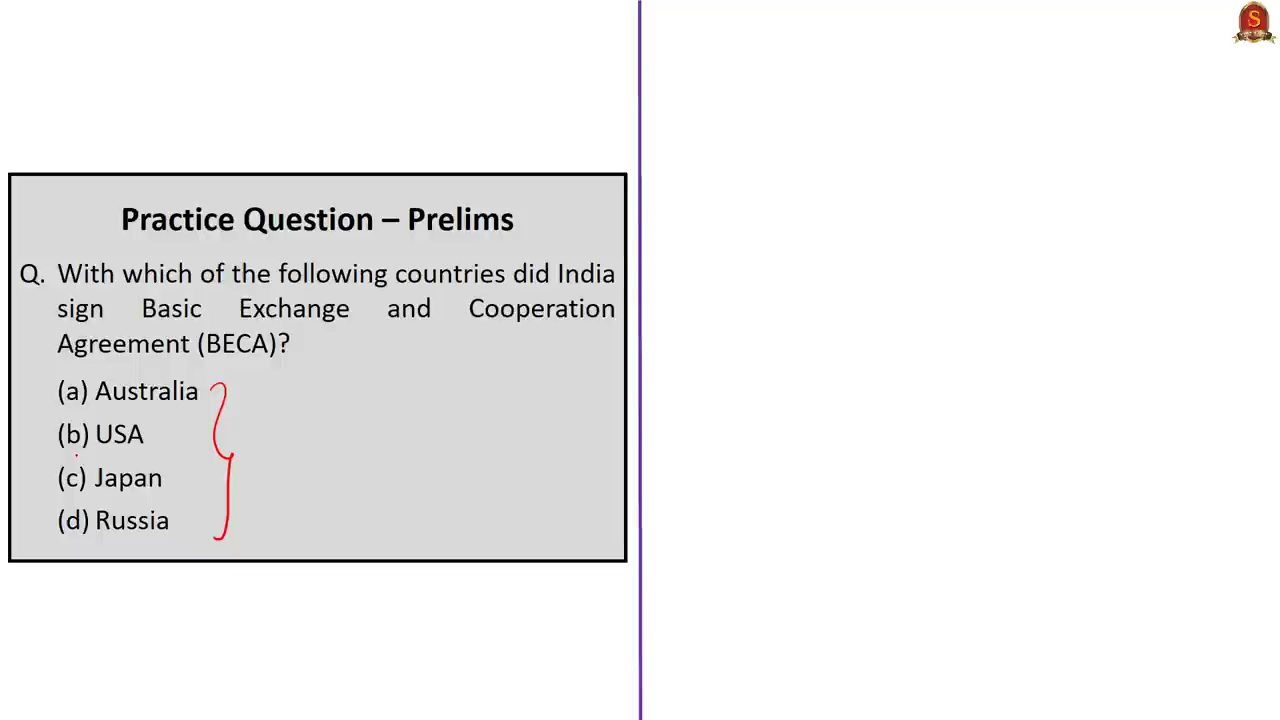 S
Practice Question – Prelims
Q. With which of the following countries did India
sign Basic Exchange and Cooperation
Agreement (BECA)?
(a) Australia
(b) USA
(c) Japan
(d) Russia